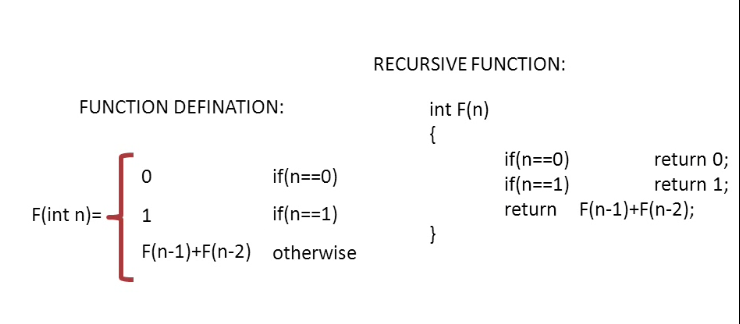 FUNCTION DEFINATION:
F(int n)=
0 if(n==0)
1 if(n==1)
F(n-1)+F(n-2) otherwise
RECURSIVE FUNCTION:
int F(n)
{
if(n==0) return 0;
if(n==1) return 1;
return F(n-1)+F(n-2);
}